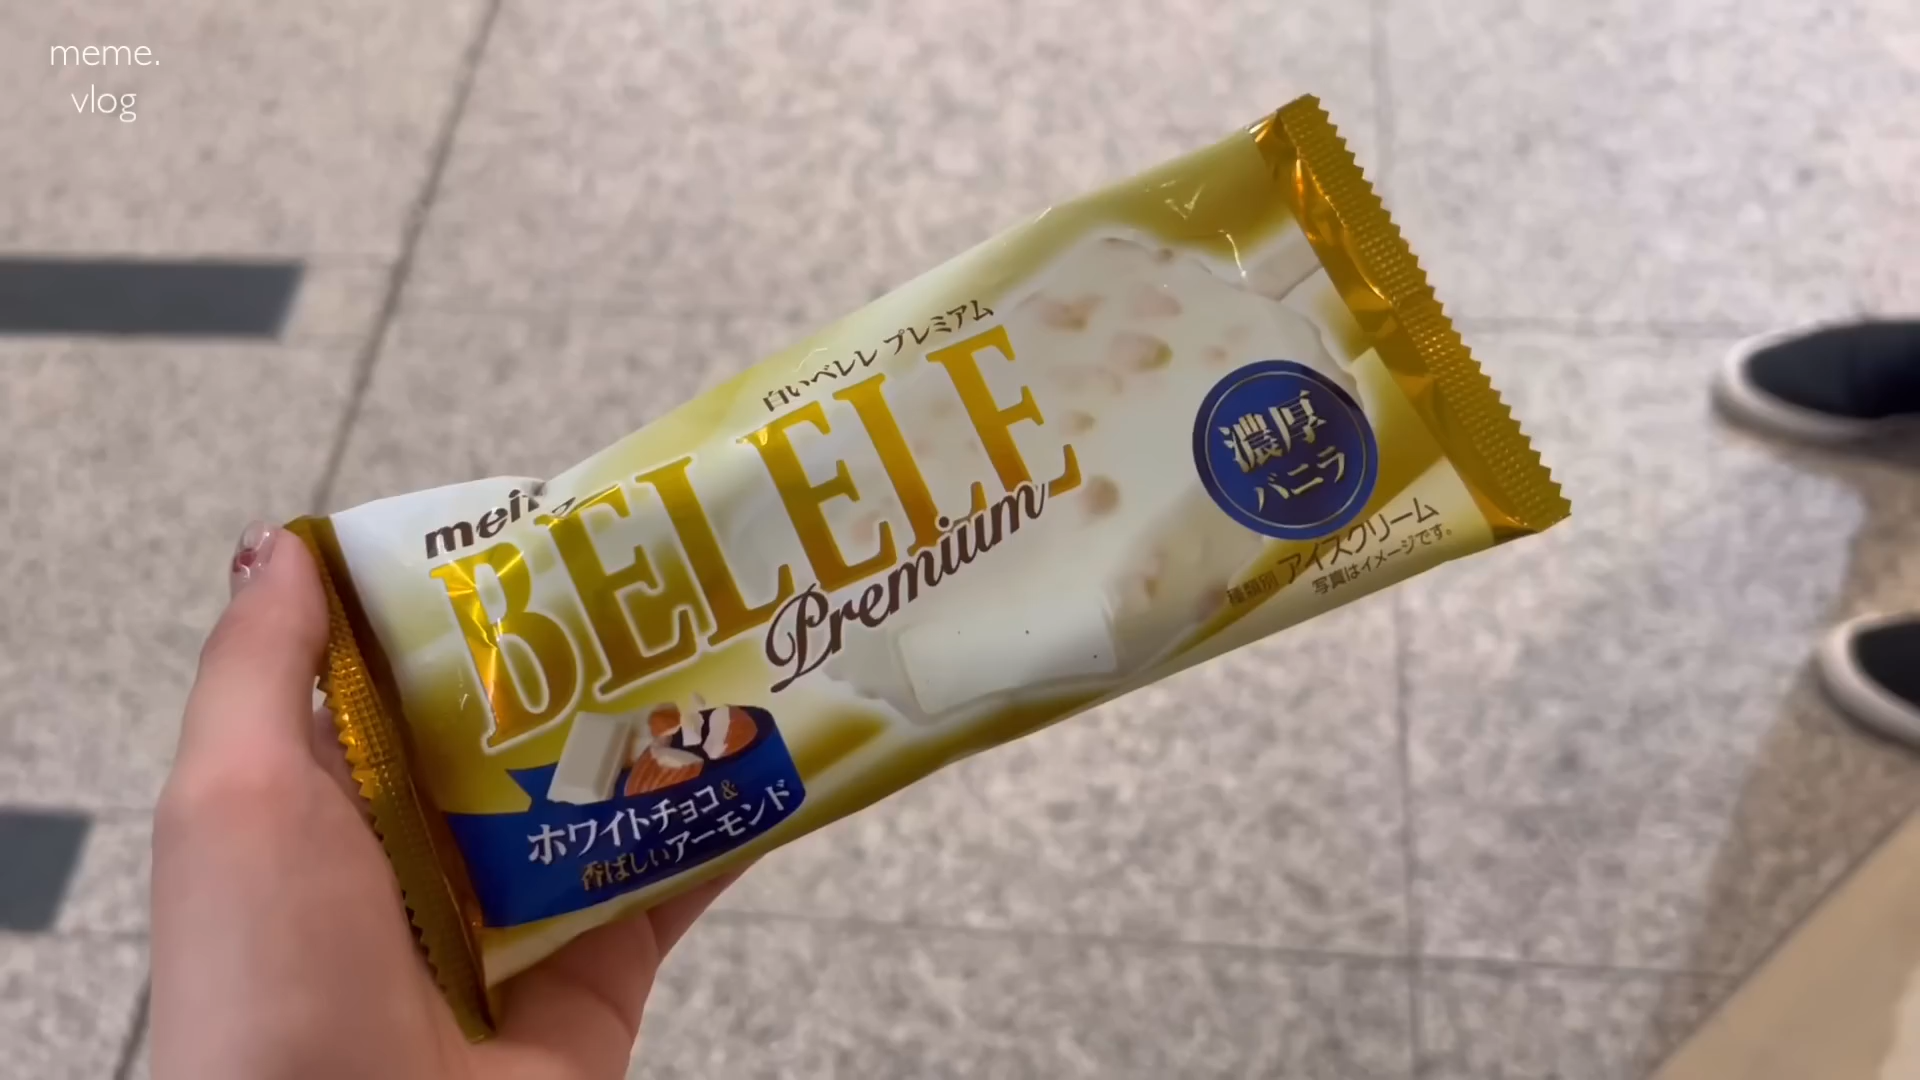 meme.
vlog
白いベレレ プレミアム
BELELE
Premium
濃厚
バニラ
種類別 アイスクリーム
写真はイメージです。
ホワイトチョコ&
香ばしいアーモンド